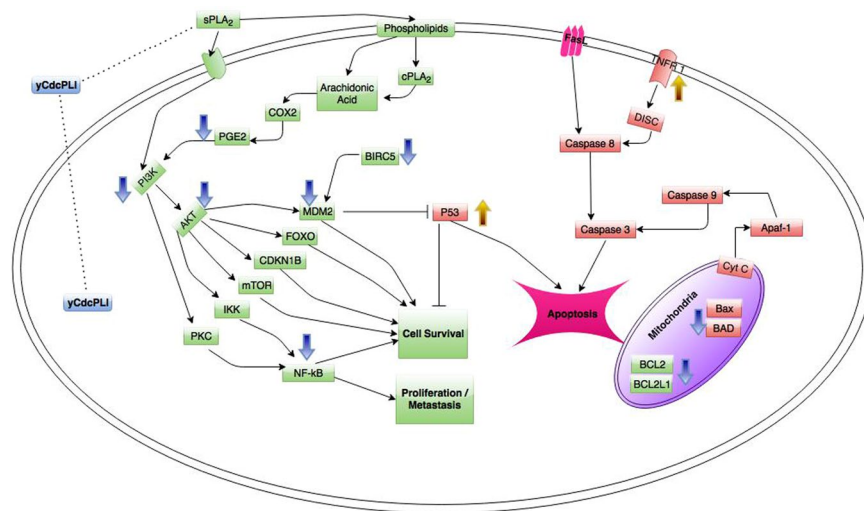 sPLA₂
Phospholipids
FasL
TNFR 1
yCdcPLI
cPLA₂
Arachidonic
Acid
COX2
DISC
PGE2
Caspase 8
BIRC5
PI3K
Caspase 9
AKT
MDM2
P53
Apaf-1
FOXO
Caspase 3
CDKN1B
Cyt C
mTOR
yCdcPLI
IKK
Apoptosis
Mitochondria
Bax
BAD
PKC
Cell Survival
BCL2
BCL2L1
NF-kB
Proliferation /
Metastasis